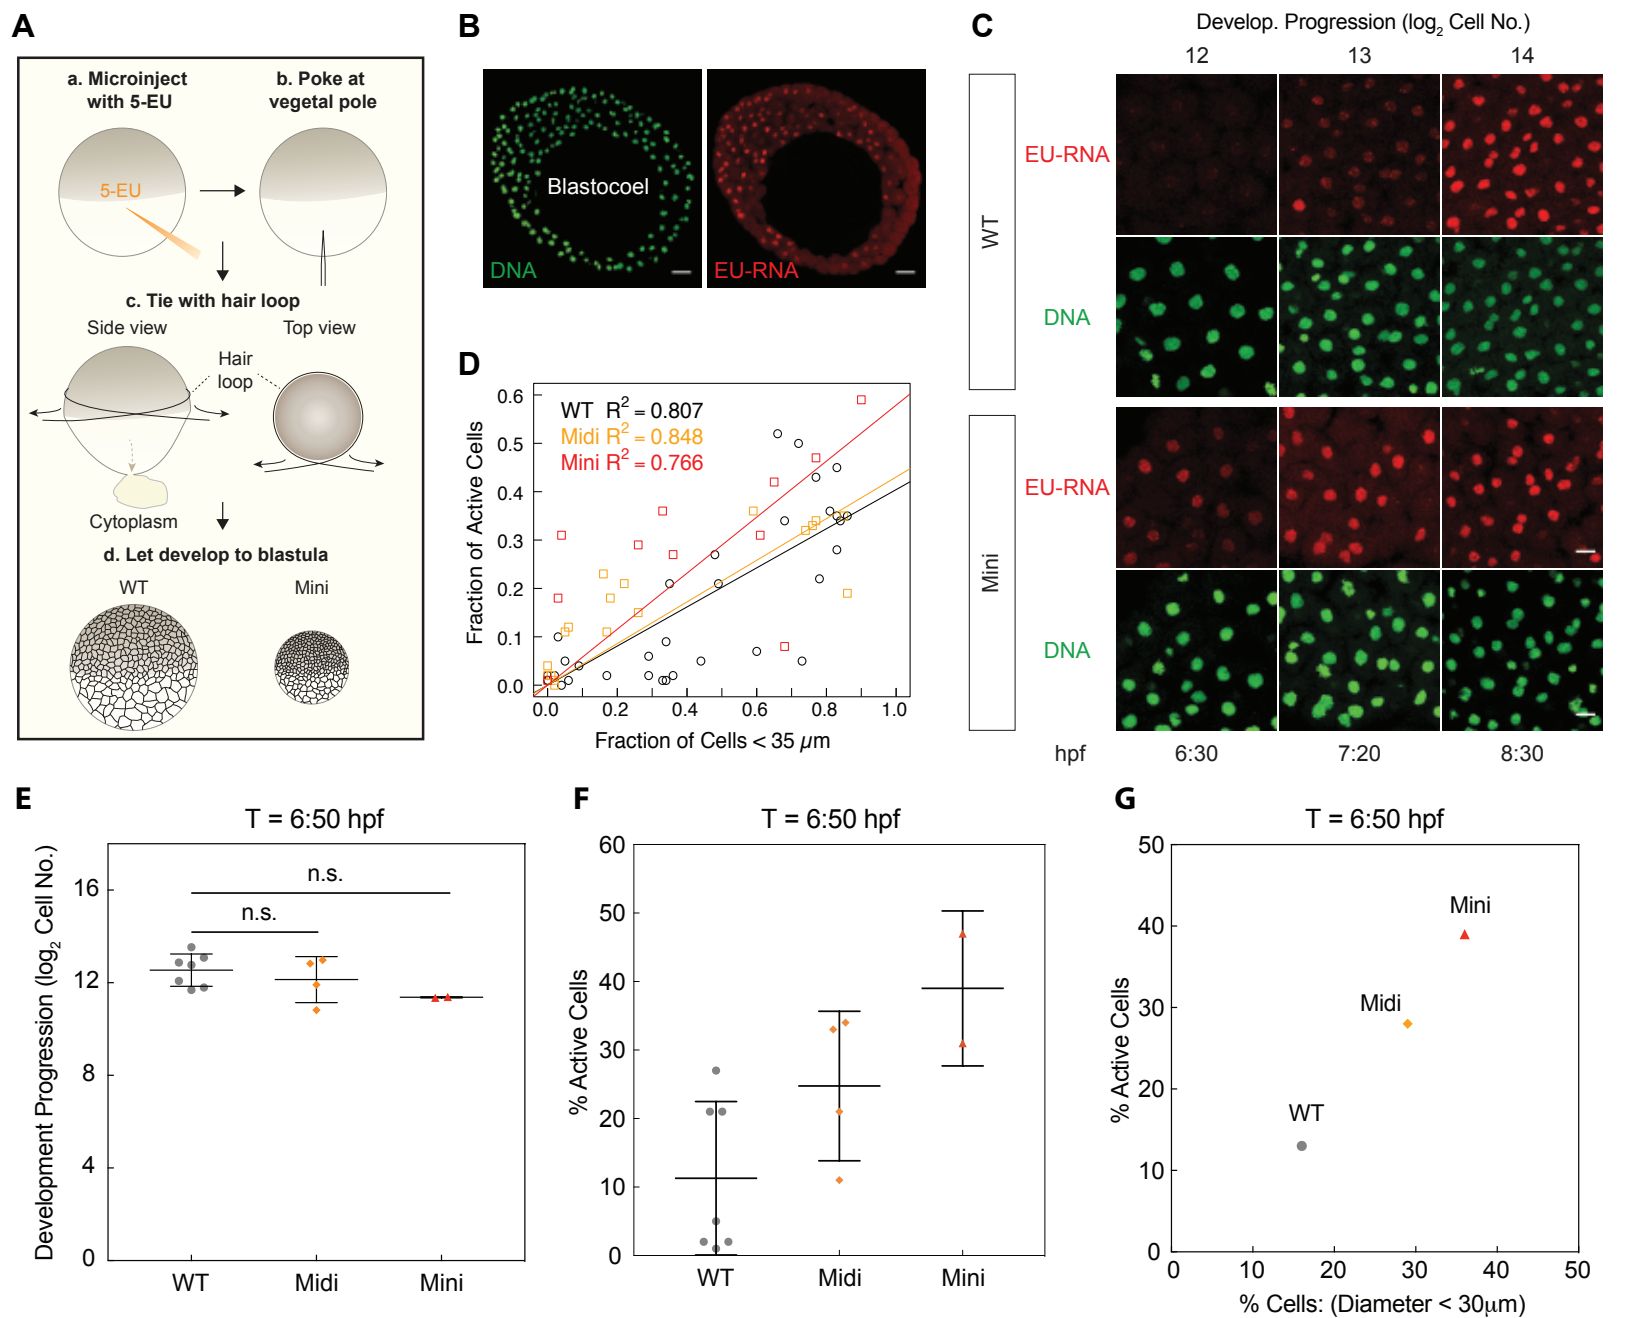 A
a. Microinject
with 5-EU
b. Poke at
vegetal pole
5-EU
c. Tie with hair loop
Side view
Top view
Hair
loop
Cytoplasm
d. Let develop to blastula
WT
Mini
B
Blastocoel
DNA
EU-RNA
C
Develop. Progression (log2 Cell No.)
12
13
14
WT
EU-RNA
DNA
Mini
EU-RNA
DNA
hpf
6:30
7:20
8:30
D
Fraction of Active Cells
0.6
0.5
0.4
0.3
0.2
0.1
0.0
WT R2 = 0.807
Midi R2 = 0.848
Mini R2 = 0.766
0.0
0.2
0.4
0.6
0.8
1.0
Fraction of Cells < 35 µm
E
T = 6:50 hpf
Development Progression (log2 Cell No.)
16
12
8
4
0
n.s.
n.s.
WT
Midi
Mini
F
T = 6:50 hpf
% Active Cells
60
50
40
30
20
10
0
WT
Midi
Mini
G
T = 6:50 hpf
% Active Cells
50
40
30
20
10
0
Mini
Midi
WT
0
10
20
30
40
50
% Cells: (Diameter < 30µm)